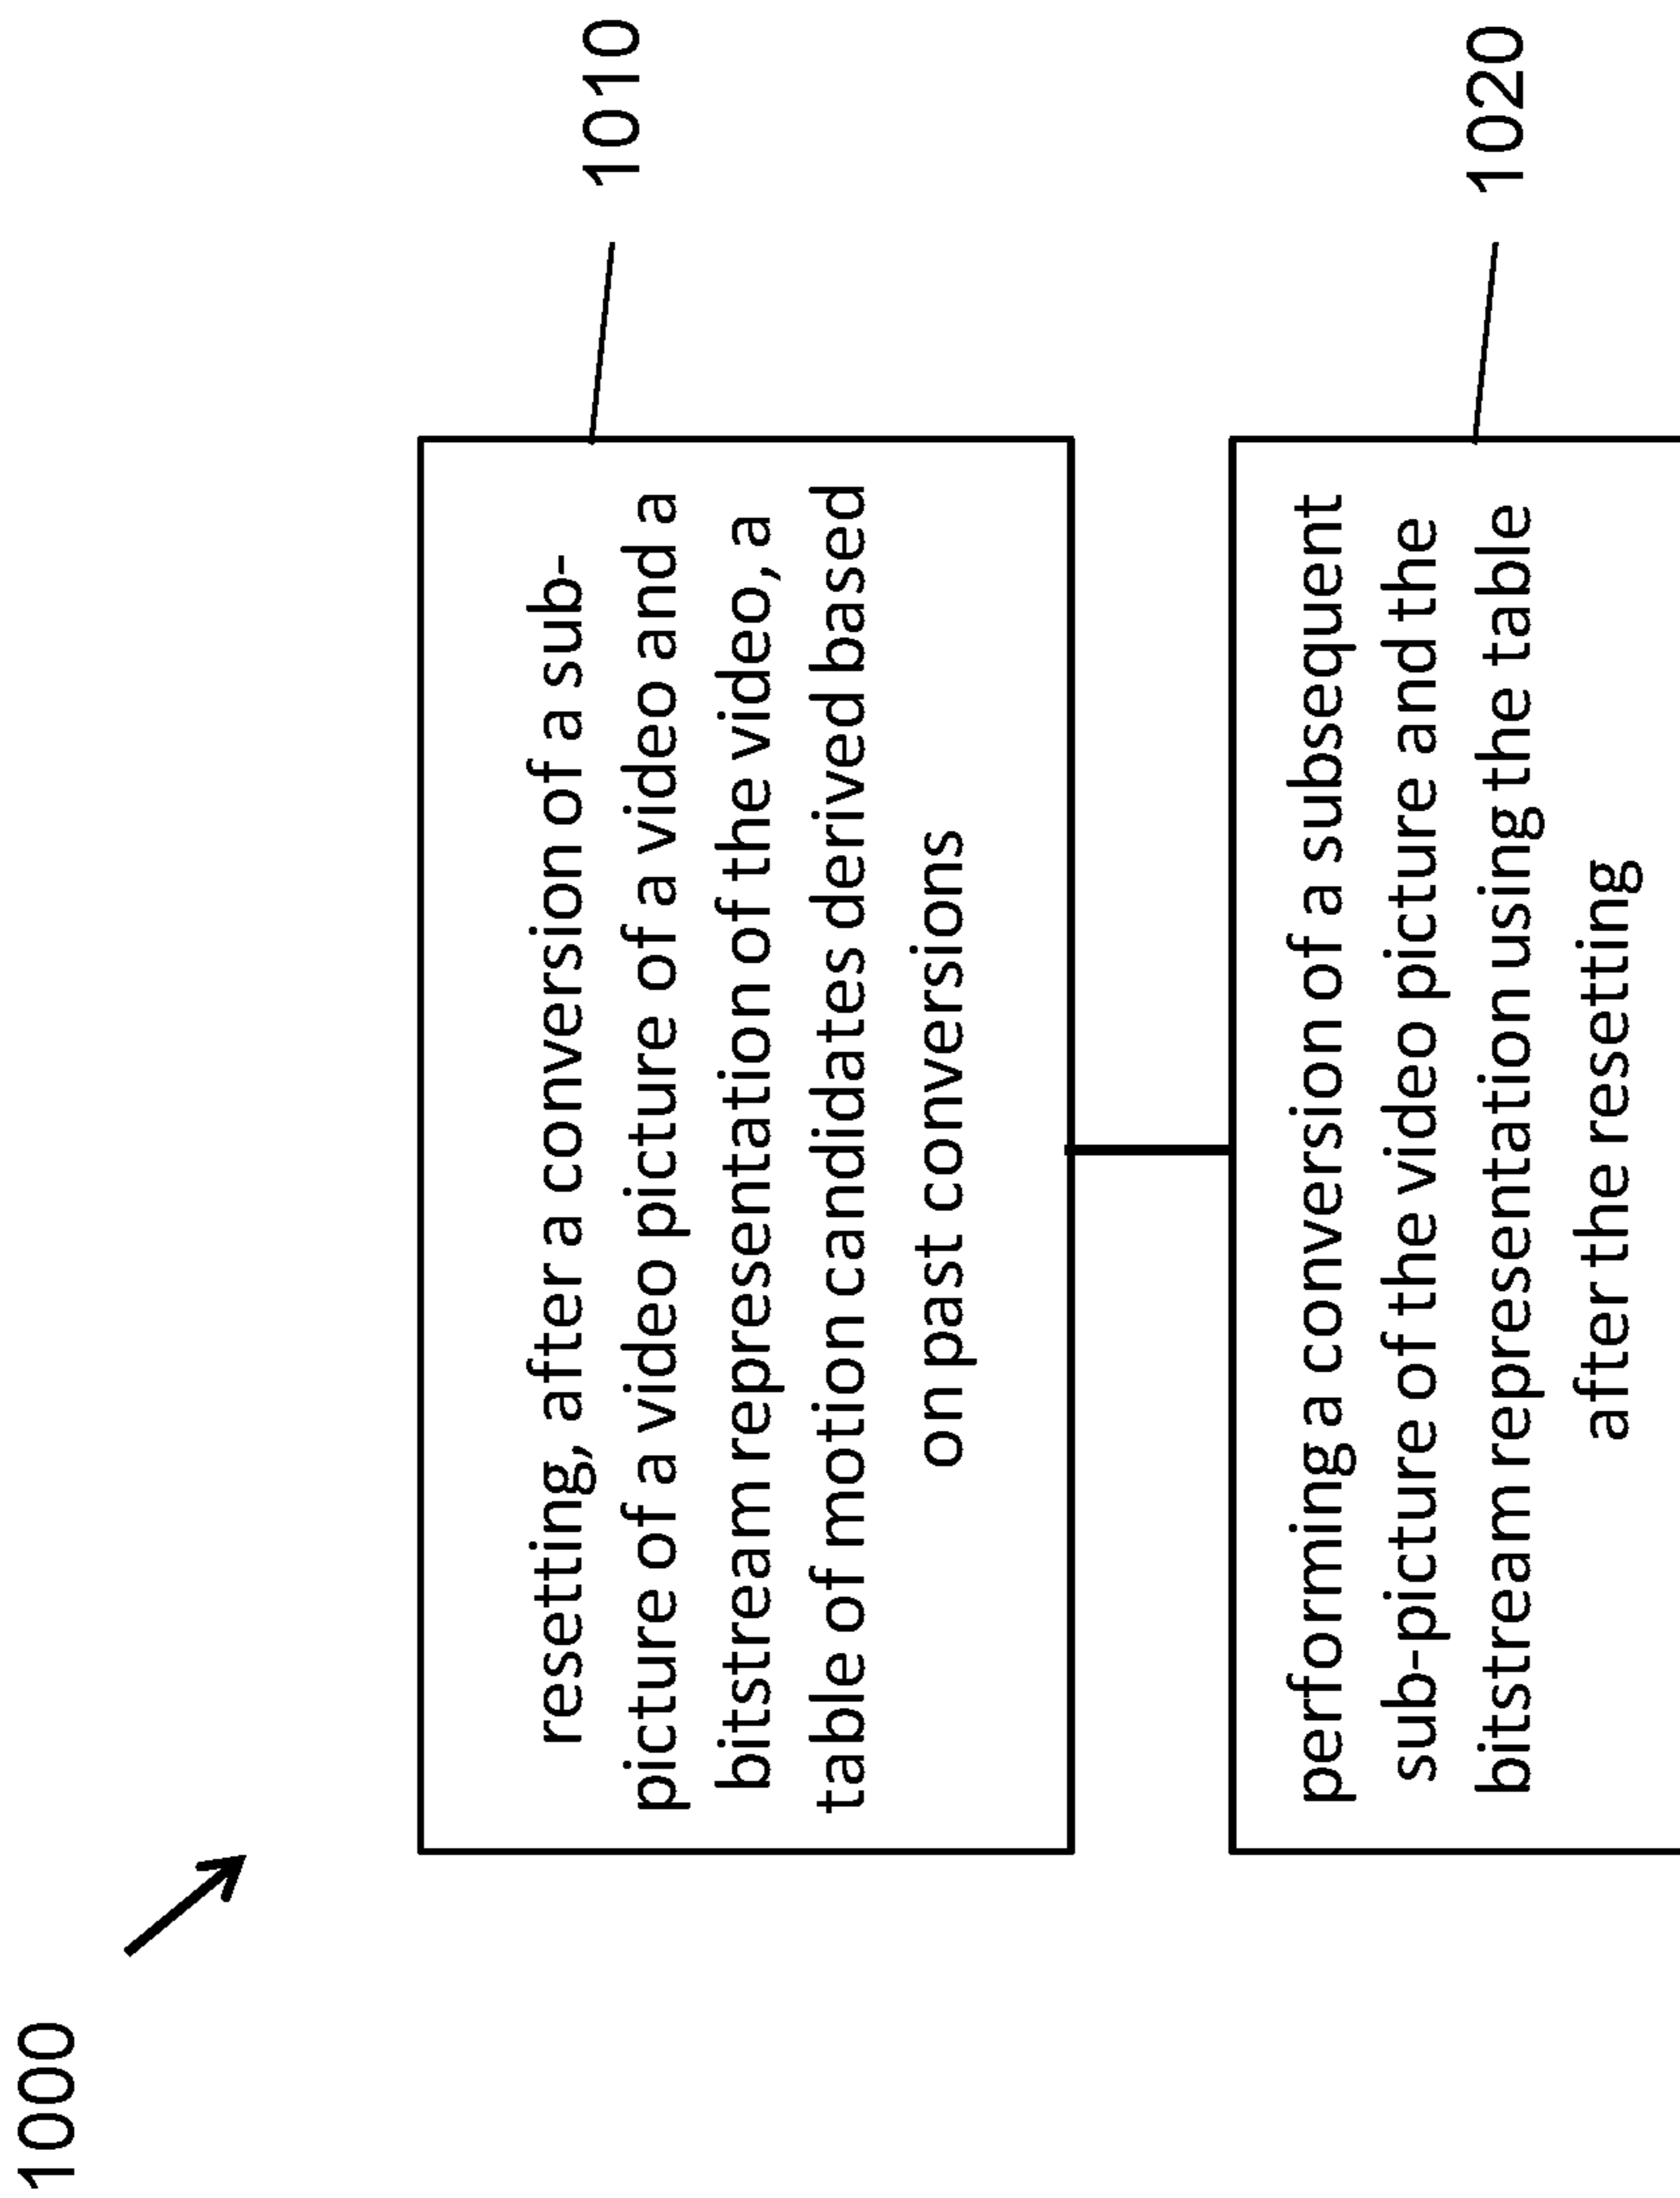 1000
resetting, after a conversion of a sub-
picture of a video picture of a video and a
bitstream representation of the video, a
table of motion candidates derived based
on past conversions
1010
performing a conversion of a subsequent
sub-picture of the video picture and the
bitstream representation using the table
after the resetting
1020